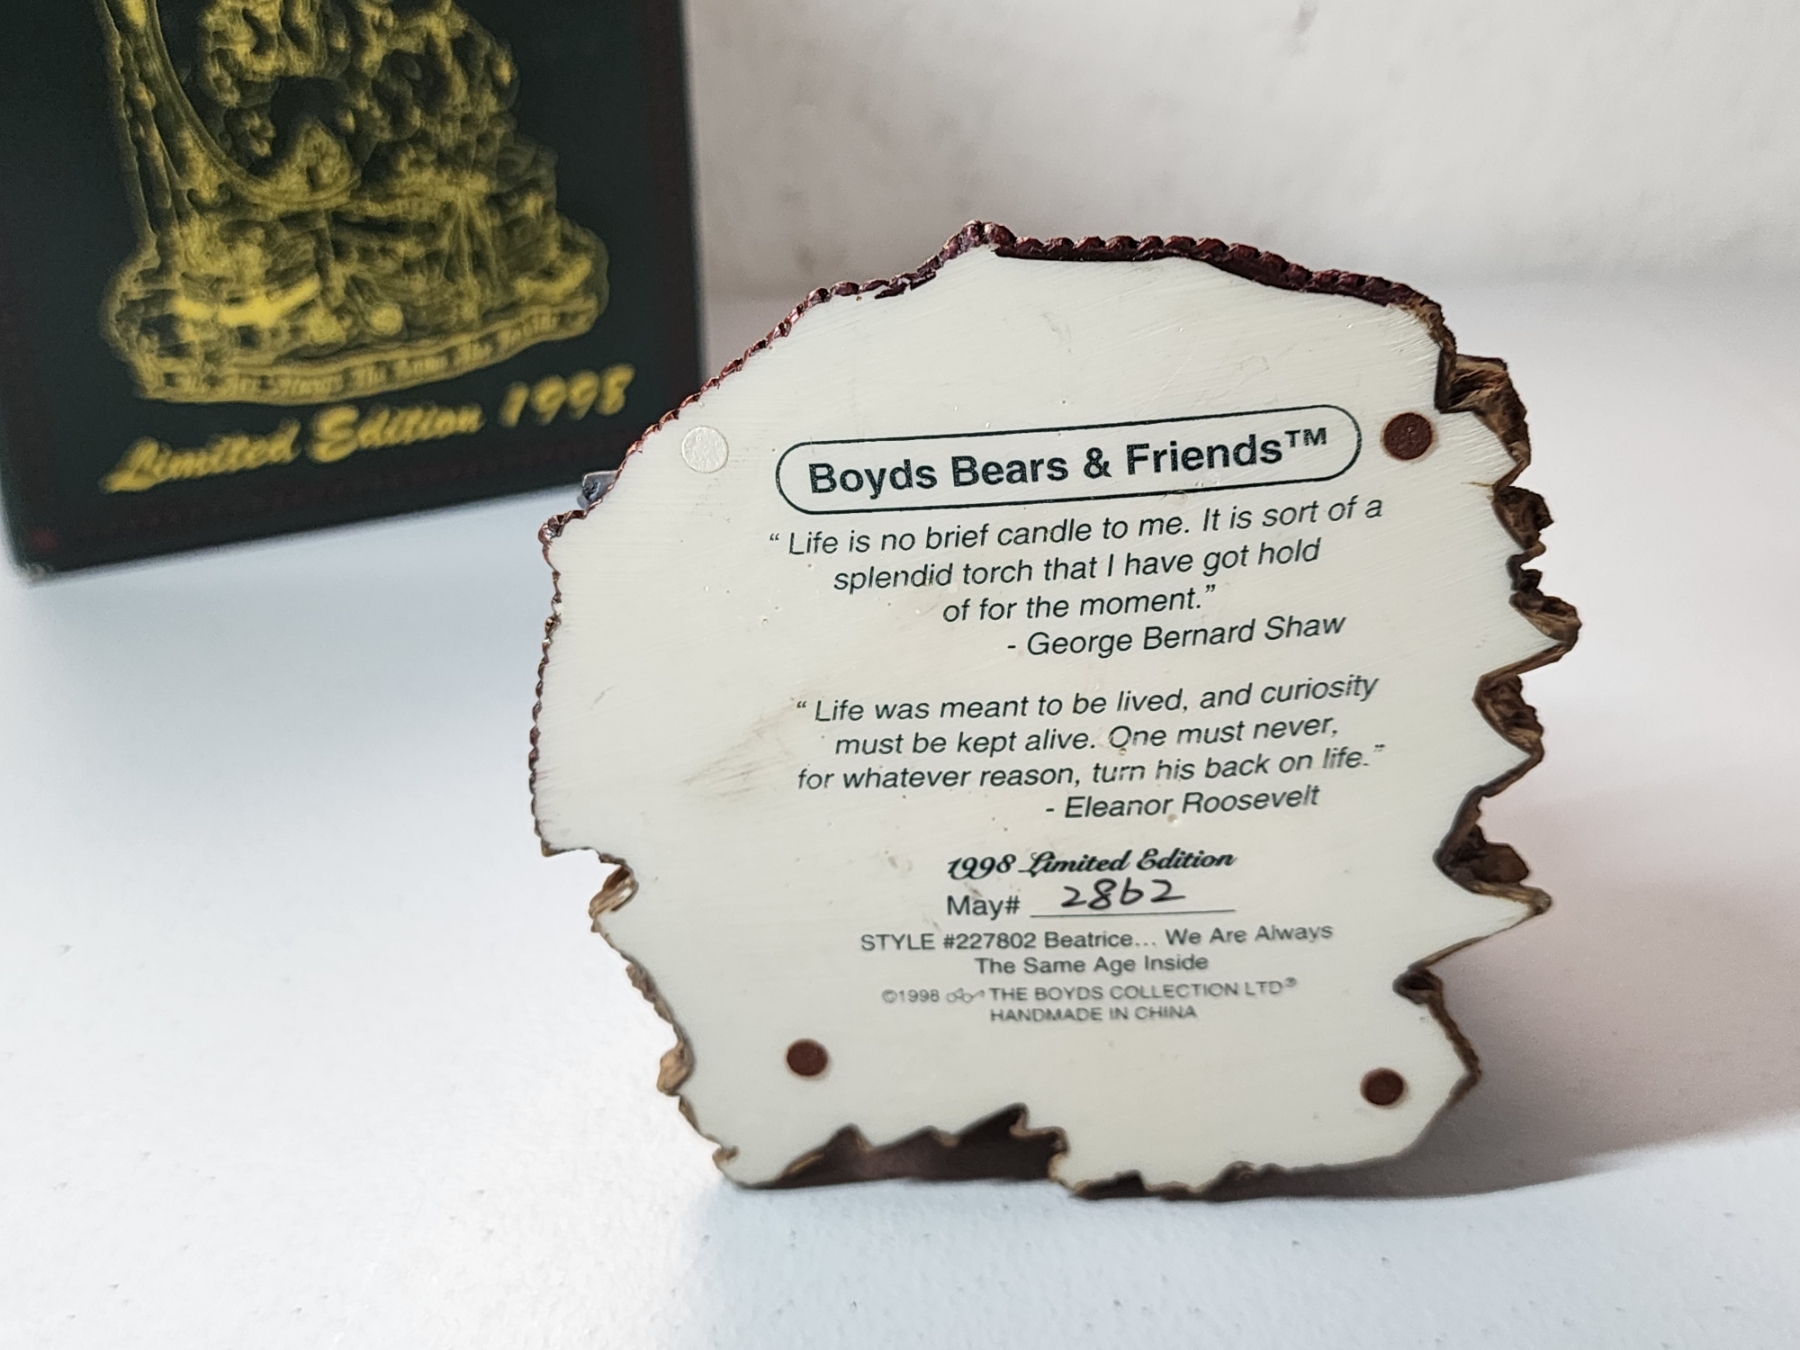 Limited Edition 1998
Boyds Bears & Friends™
“ Life is no brief candle to me. It is sort of a
splendid torch that I have got hold
of for the moment.”
- George Bernard Shaw
“ Life was meant to be lived, and curiosity
must be kept alive. One must never,
for whatever reason, turn his back on life.”
- Eleanor Roosevelt
1998 Limited Edition
May# 2862
STYLE #227802 Beatrice... We Are Always
The Same Age Inside
©1998 THE BOYDS COLLECTION LTD®
HANDMADE IN CHINA